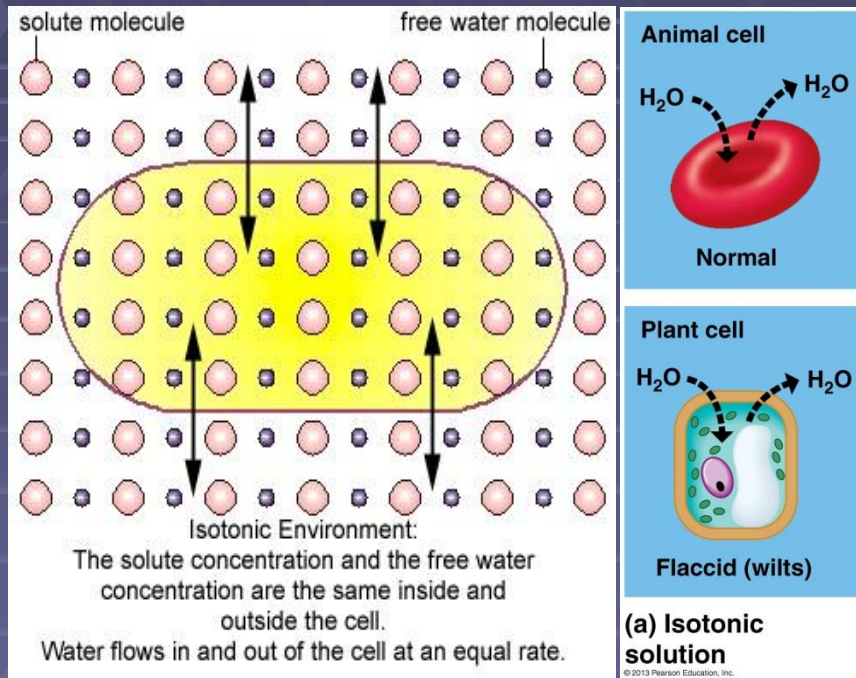 solute molecule
free water molecule
Isotonic Environment:
The solute concentration and the free water
concentration are the same inside and
outside the cell.
Water flows in and out of the cell at an equal rate.
Animal cell
H₂O
H₂O
Normal
Plant cell
H₂O
H₂O
Flaccid (wilts)
(a) Isotonic
solution
© 2013 Pearson Education, Inc.